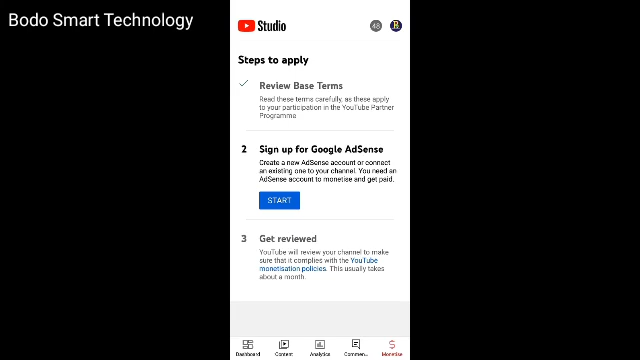 Bodo Smart Technology
Studio
48
B
Steps to apply
Review Base Terms
Read these terms carefully, as these apply
to your participation in the YouTube Partner
Programme
2 Sign up for Google AdSense
Create a new AdSense account or connect
an existing one to your channel. You need an
AdSense account to monetise and get paid.
START
3 Get reviewed
YouTube will review your channel to make
sure that it complies with the YouTube
monetisation policies. This usually takes
about a month.
Dashboard Content Analytics Commen... Monetise